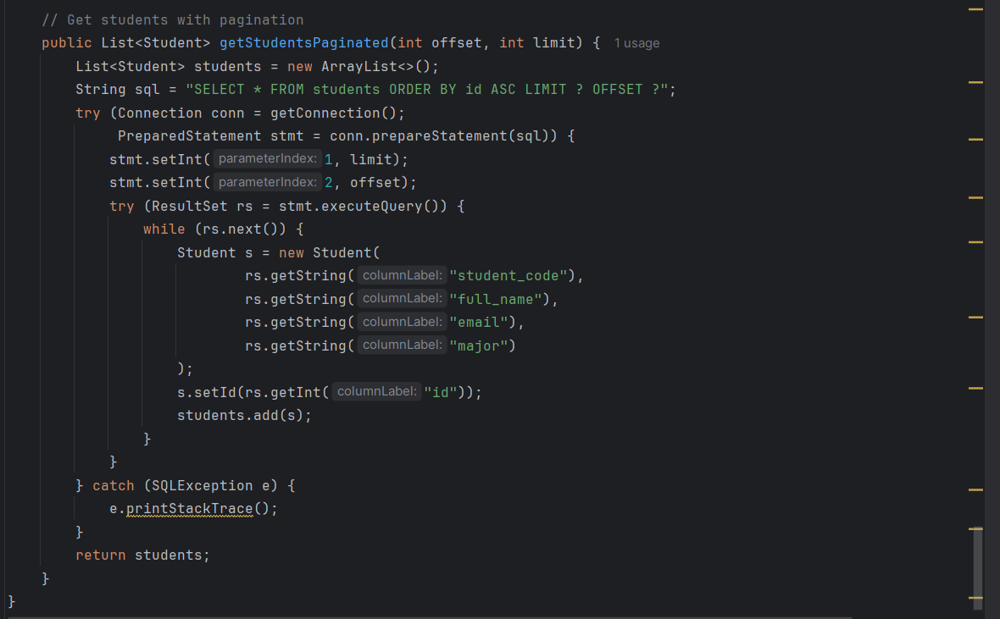 // Get students with pagination
public List<Student> getStudentsPaginated(int offset, int limit) { 1 usage
List<Student> students = new ArrayList<>();
String sql = "SELECT * FROM students ORDER BY id ASC LIMIT ? OFFSET ?";
try (Connection conn = getConnection();
PreparedStatement stmt = conn.prepareStatement(sql)) {
stmt.setInt( parameterIndex: 1, limit);
stmt.setInt( parameterIndex: 2, offset);
try (ResultSet rs = stmt.executeQuery()) {
while (rs.next()) {
Student s = new Student(
rs.getString( columnLabel: "student_code"),
rs.getString( columnLabel: "full_name"),
rs.getString( columnLabel: "email"),
rs.getString( columnLabel: "major")
);
s.setId(rs.getInt( columnLabel: "id"));
students.add(s);
}
}
} catch (SQLException e) {
e.printStackTrace();
}
return students;
}
}